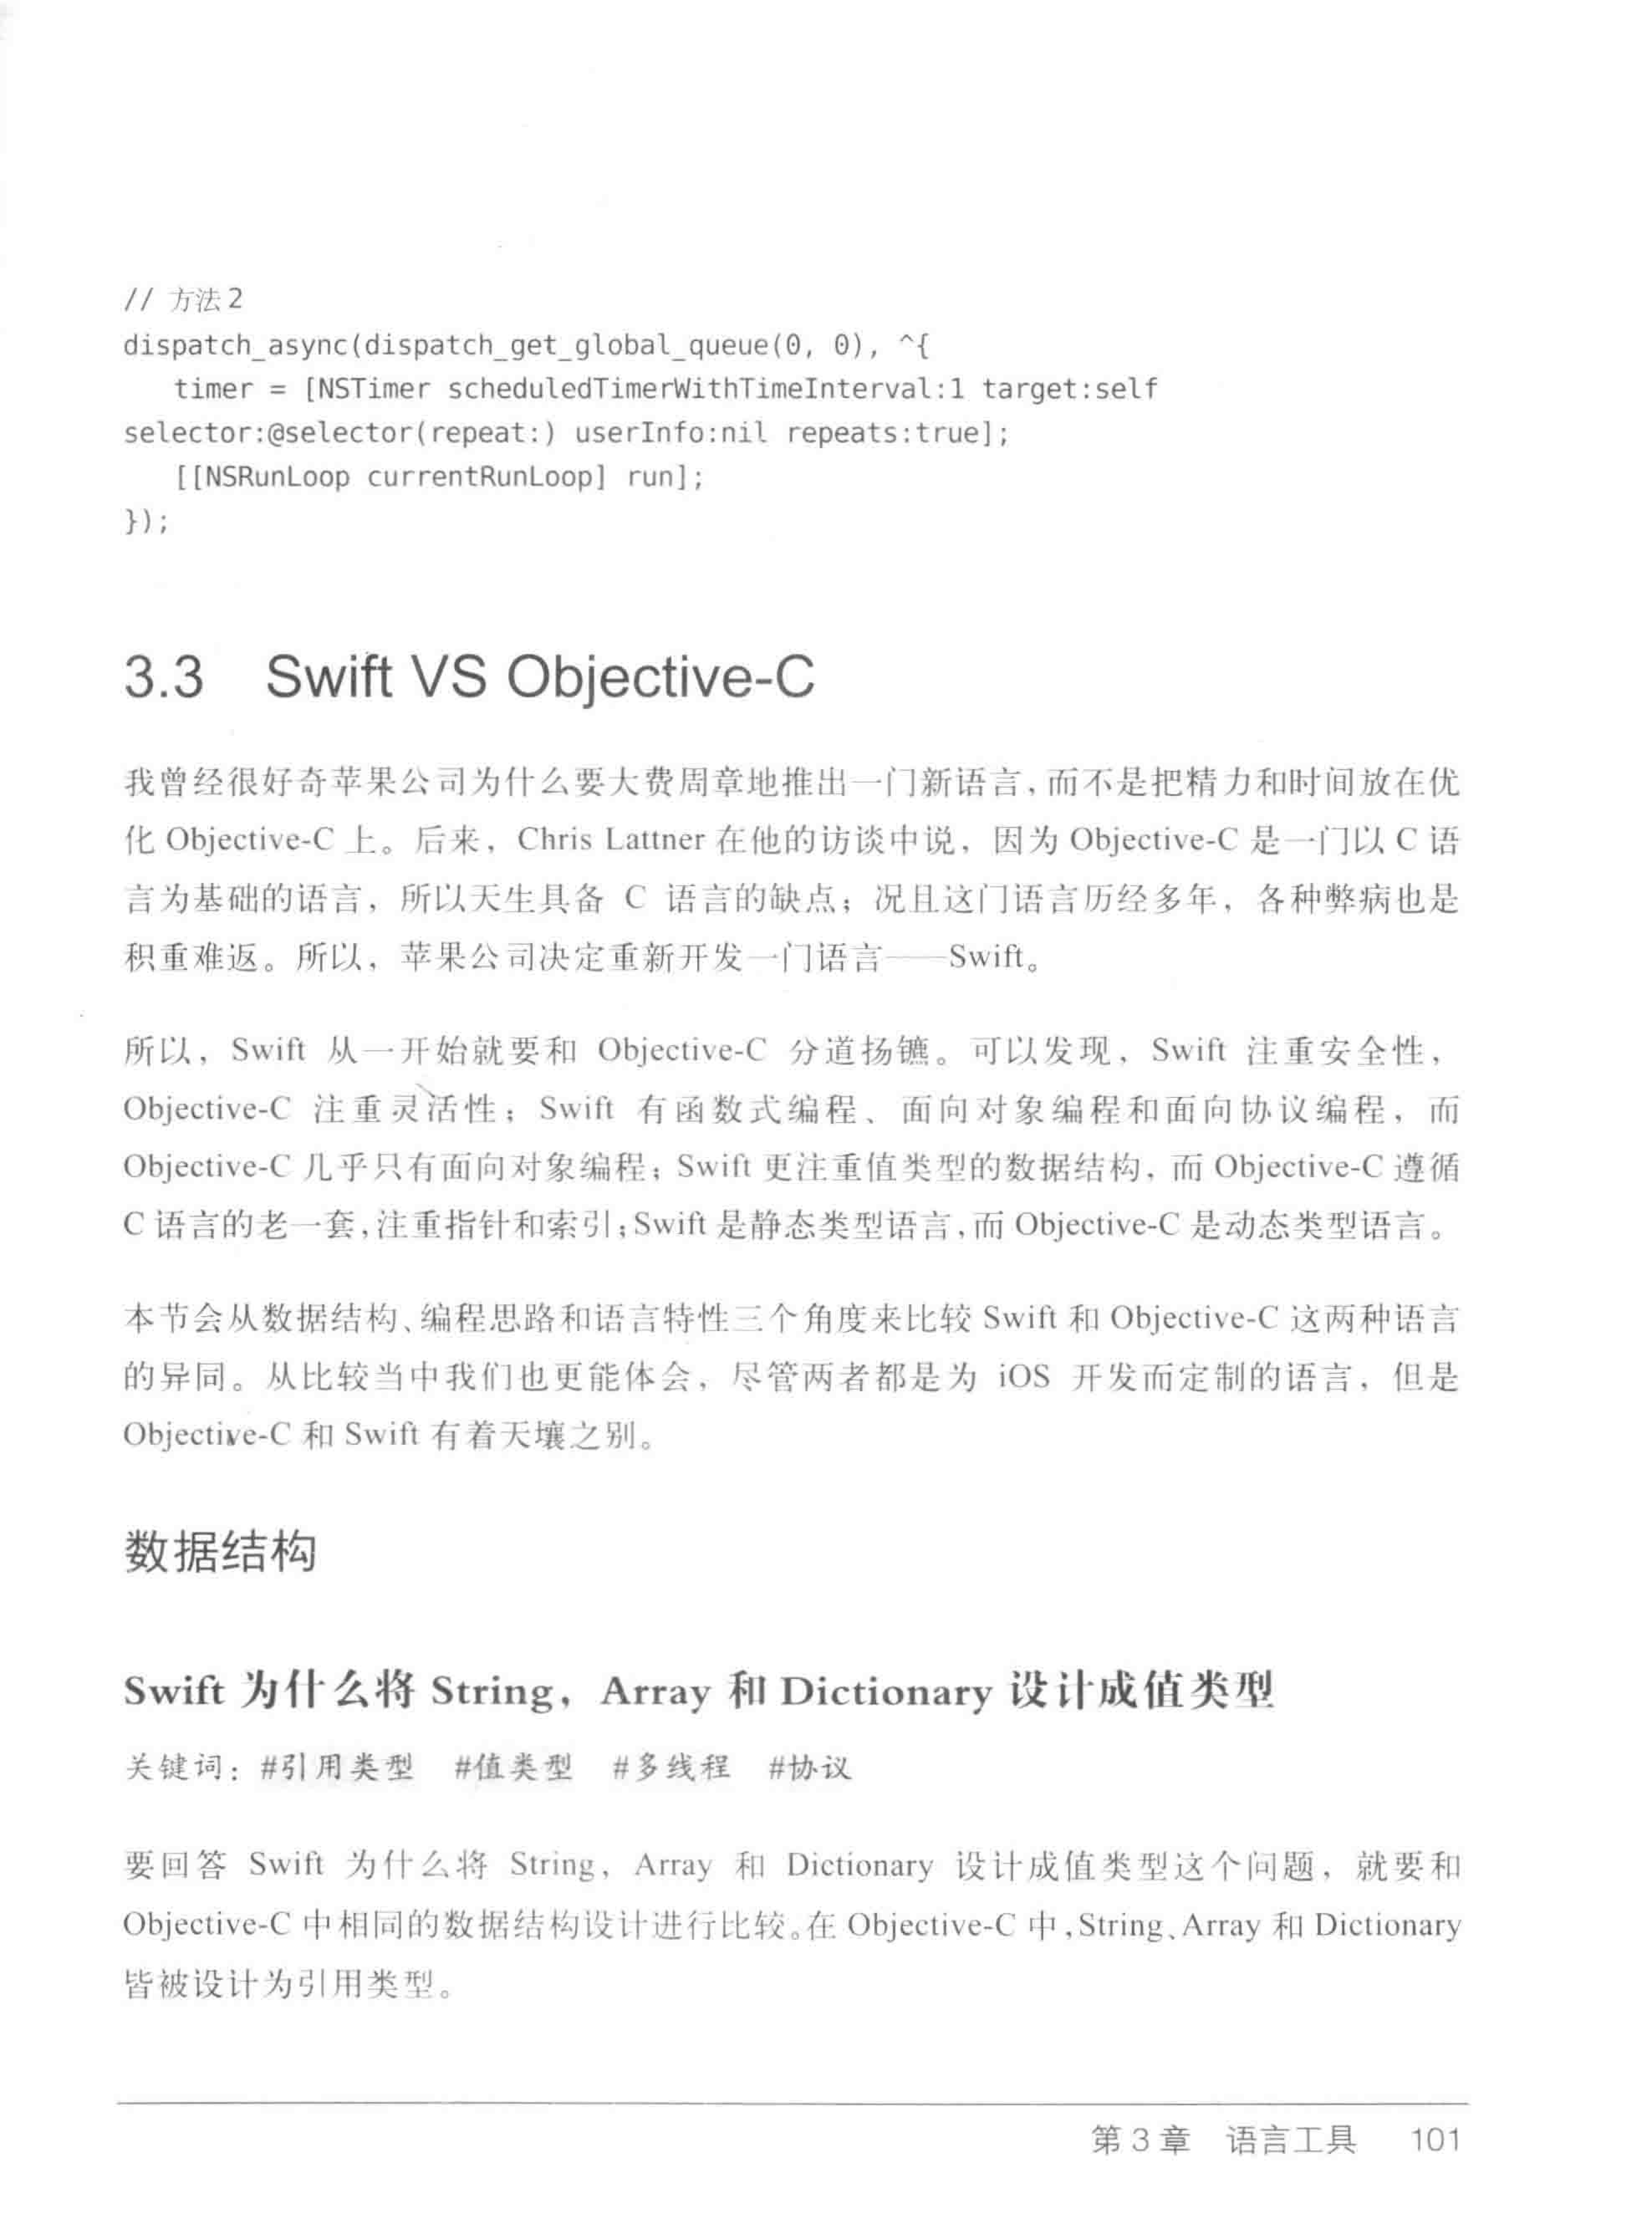 // 方法2
dispatch_async(dispatch_get_global_queue(0, 0), ^{
timer = [NSTimer scheduledTimerWithTimeInterval:1 target:self
selector:@selector(repeat:) userInfo:nil repeats:true];
[[NSRunLoop currentRunLoop] run];
});
3.3 Swift VS Objective-C
我曾经很好奇苹果公司为什么要大费周章地推出一门新语言，而不是把精力和时间放在优
化 Objective-C 上。后来，Chris Lattner 在他的访谈中说，因为 Objective-C 是一门以 C 语
言为基础的语言，所以天生具备 C 语言的缺点；况且这门语言历经多年，各种弊病也是
积重难返。所以，苹果公司决定重新开发一门语言——Swift。
所以，Swift 从一开始就要和 Objective-C 分道扬镳。可以发现，Swift 注重安全性，
Objective-C 注重灵活性；Swift 有函数式编程、面向对象编程和面向协议编程，而
Objective-C 几乎只有面向对象编程；Swift 更注重值类型的数据结构，而 Objective-C 遵循
C 语言的老一套，注重指针和索引；Swift 是静态类型语言，而 Objective-C 是动态类型语言。
本节会从数据结构、编程思路和语言特性三个角度来比较 Swift 和 Objective-C 这两种语言
的异同。从比较当中我们也更能体会，尽管两者都是为 iOS 开发而定制的语言，但是
Objective-C 和 Swift 有着天壤之别。
数据结构
Swift 为什么将 String，Array 和 Dictionary 设计成值类型
关键词：#引用类型 #值类型 #多线程 #协议
要回答 Swift 为什么将 String，Array 和 Dictionary 设计成值类型这个问题，就要和
Objective-C 中相同的数据结构设计进行比较。在 Objective-C 中，String、Array 和 Dictionary
皆被设计为引用类型。
第 3 章 语言工具 101